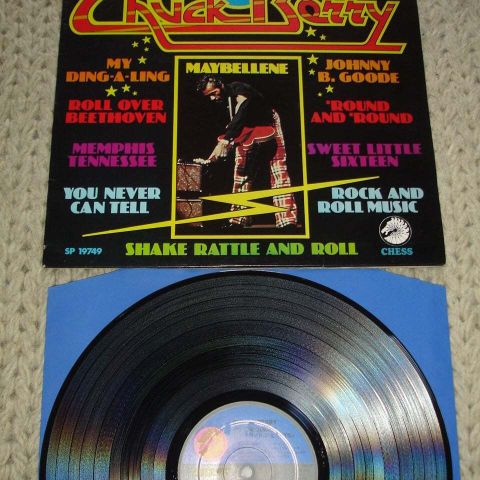 Chuck Berry
MY
DING-A-LING
MAYBELLENE
JOHNNY
B. GOODE
ROLL OVER
BEETHOVEN
'ROUND
AND 'ROUND
MEMPHIS
TENNESSEE
SWEET LITTLE
SIXTEEN
YOU NEVER
CAN TELL
ROCK AND
ROLL MUSIC
SHAKE RATTLE AND ROLL
SP 19749
CHESS